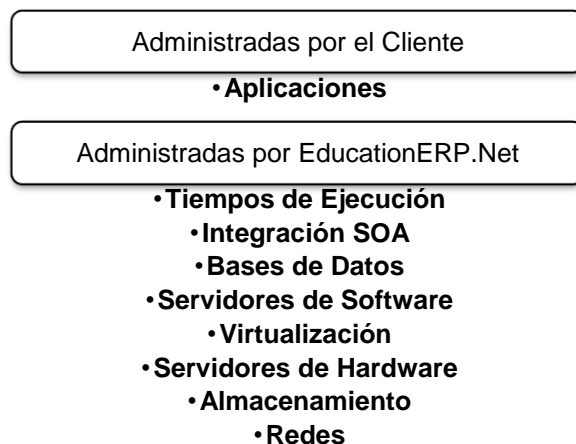 Administradas por el Cliente
•Aplicaciones
Administradas por EducationERP.Net
•Tiempos de Ejecución
•Integración SOA
•Bases de Datos
•Servidores de Software
•Virtualización
•Servidores de Hardware
•Almacenamiento
•Redes